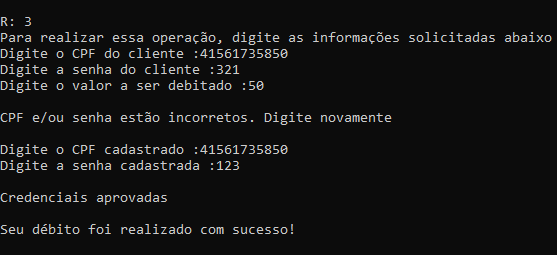 R: 3
Para realizar essa operação, digite as informações solicitadas abaixo
Digite o CPF do cliente :41561735850
Digite a senha do cliente :321
Digite o valor a ser debitado :50
CPF e/ou senha estão incorretos. Digite novamente
Digite o CPF cadastrado :41561735850
Digite a senha cadastrada :123
Credenciais aprovadas
Seu débito foi realizado com sucesso!